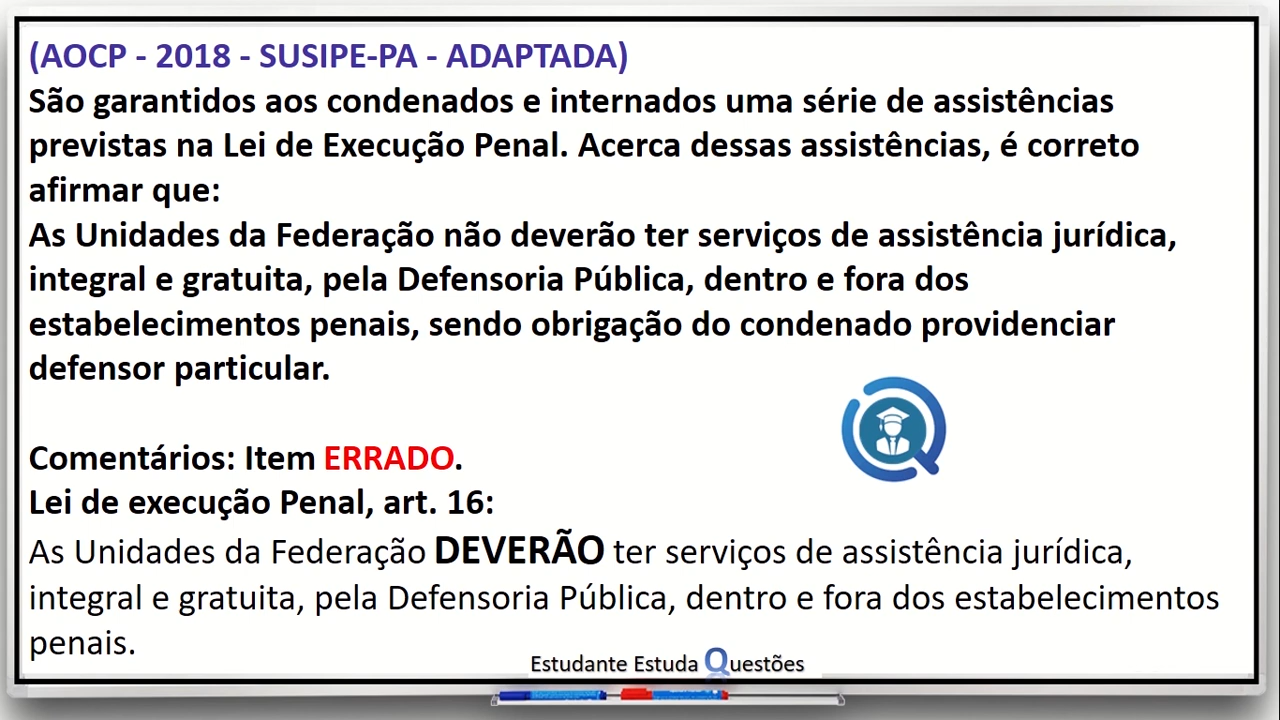 (AOCP - 2018 - SUSIPE-PA - ADAPTADA)
São garantidos aos condenados e internados uma série de assistências
previstas na Lei de Execução Penal. Acerca dessas assistências, é correto
afirmar que:
As Unidades da Federação não deverão ter serviços de assistência jurídica,
integral e gratuita, pela Defensoria Pública, dentro e fora dos
estabelecimentos penais, sendo obrigação do condenado providenciar
defensor particular.
Comentários: Item ERRADO.
Lei de execução Penal, art. 16:
As Unidades da Federação DEVERÃO ter serviços de assistência jurídica,
integral e gratuita, pela Defensoria Pública, dentro e fora dos estabelecimentos
penais.
Estudante Estuda Questões